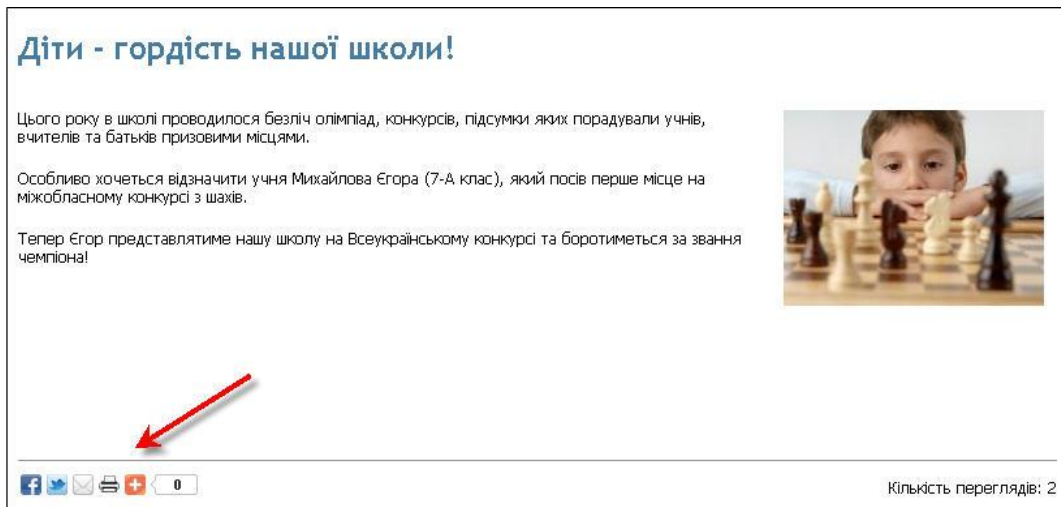 Діти - гордість нашої школи!
Цього року в школі проводилося безліч олімпіад, конкурсів, підсумки яких порадували учнів,
вчителів та батьків призовими місцями.
Особливо хочеться відзначити учня Михайлова Єгора (7-А клас), який посів перше місце на
міжобласному конкурсі з шахів.
Тепер Єгор представлятиме нашу школу на Всеукраїнському конкурсі та боротиметься за звання
чемпіона!
0
Кількість переглядів: 2